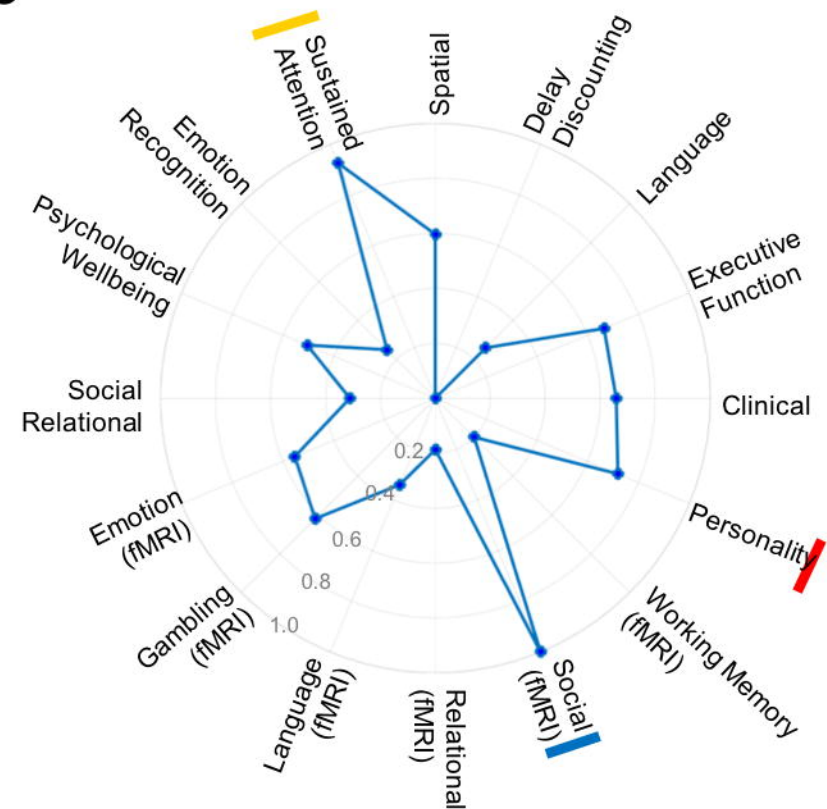 Spatial
Delay
Discounting
Language
Executive
Function
Clinical
Personality
Working Memory
(fMRI)
Social
(fMRI)
Relational
(fMRI)
Language
(fMRI)
Gambling
(fMRI)
Emotion
(fMRI)
Social
Relational
Psychological
Wellbeing
Emotion
Recognition
Sustained
Attention
0.2
0.4
0.6
0.8
1.0